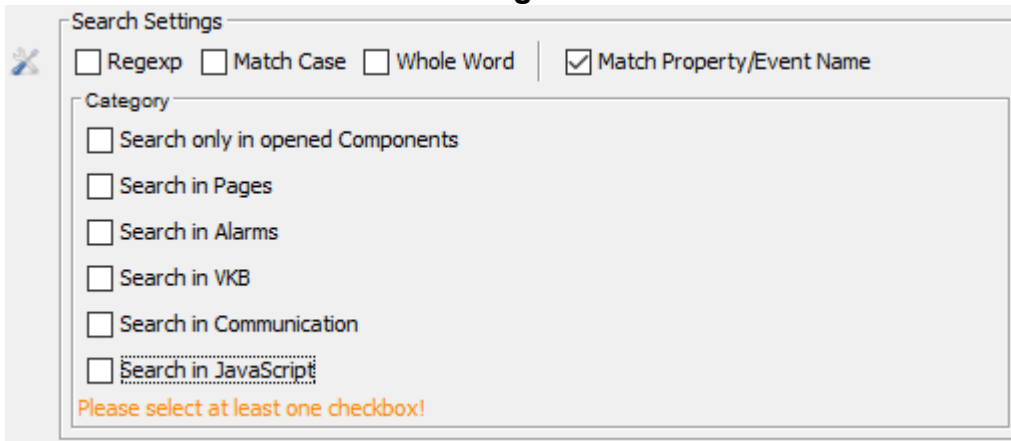 Search Settings
Regexp Match Case Whole Word Match Property/Event Name
Category
Search only in opened Components
Search in Pages
Search in Alarms
Search in VKB
Search in Communication
Search in JavaScript
Please select at least one checkbox!